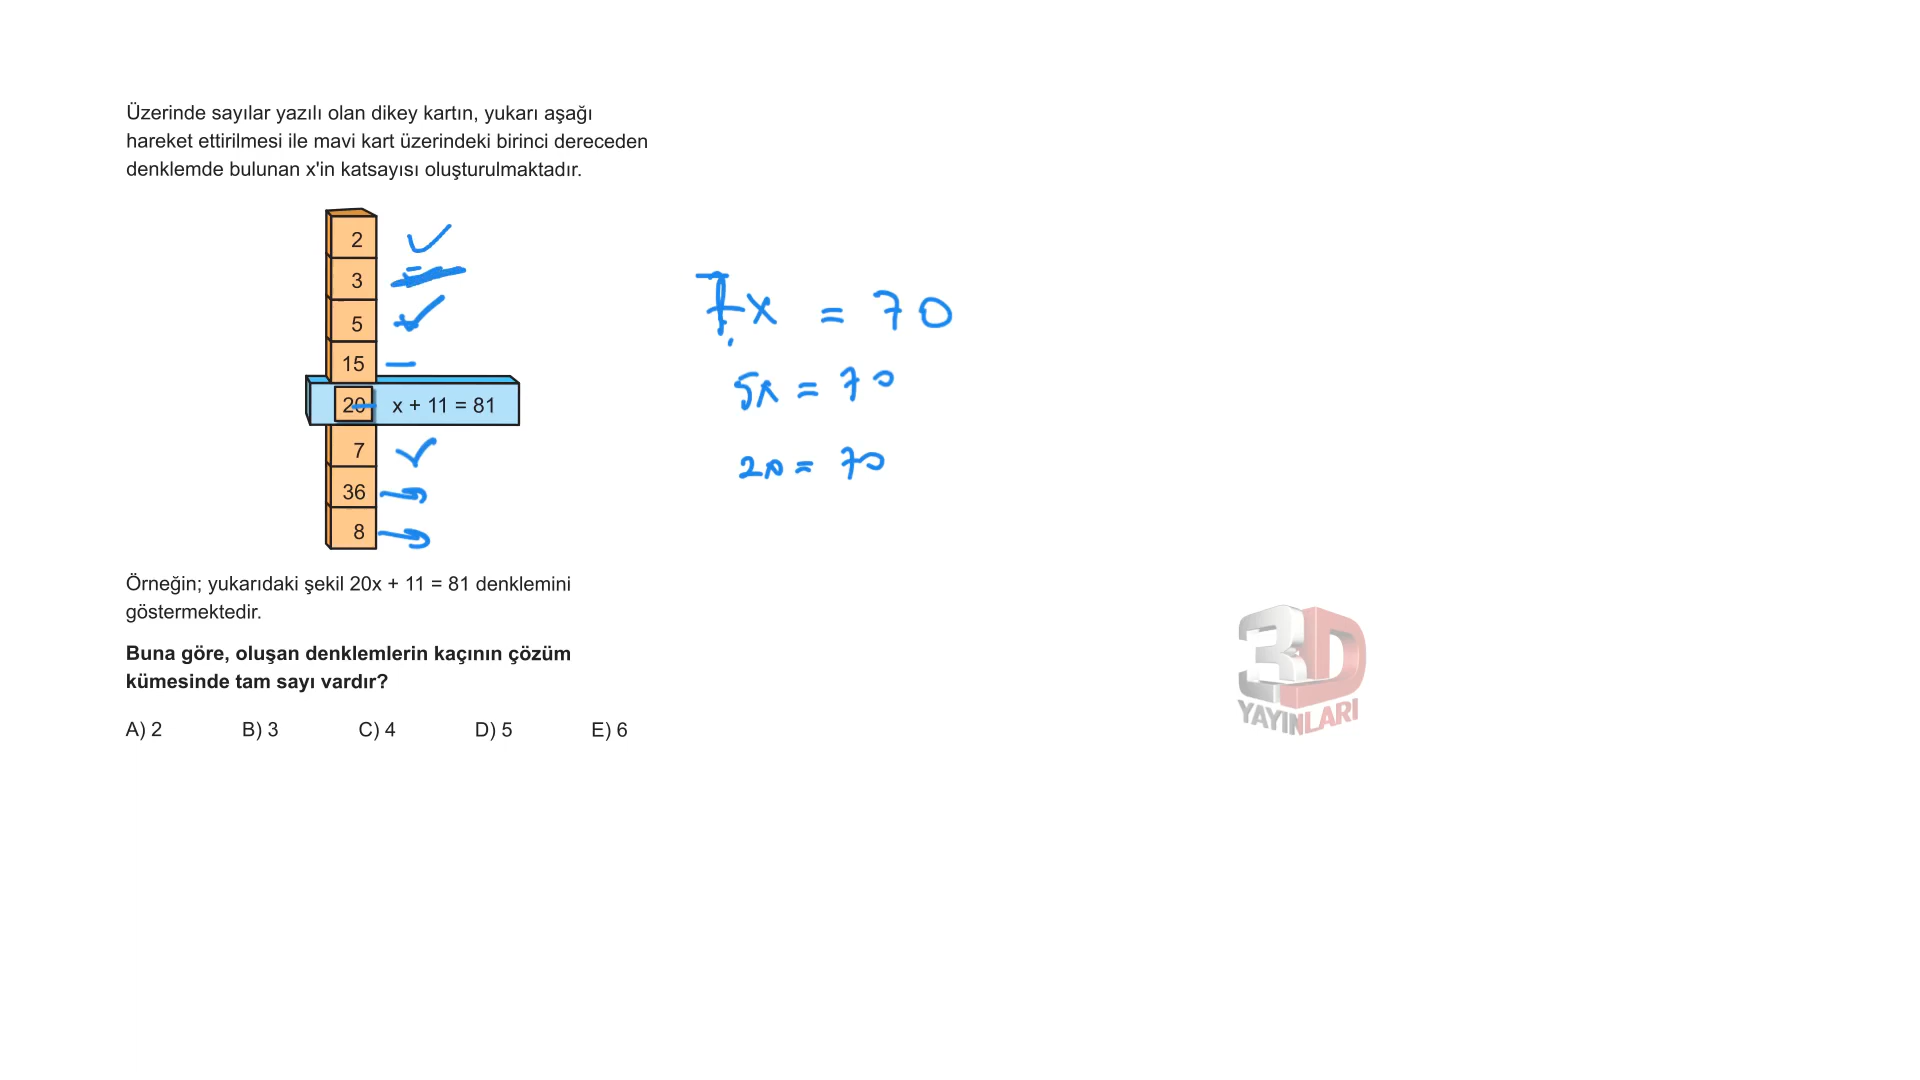 Üzerinde sayılar yazılı olan dikey kartın, yukarı aşağı
hareket ettirilmesi ile mavi kart üzerindeki birinci dereceden
denklemde bulunan x'in katsayısı oluşturulmaktadır.
2
3
5
15
20 x + 11 = 81
7
36
8
7x = 70
5x = 70
2x = 70
Örneğin; yukarıdaki şekil 20x + 11 = 81 denklemini
göstermektedir.
Buna göre, oluşan denklemlerin kaçının çözüm
kümesinde tam sayı vardır?
A) 2 B) 3 C) 4 D) 5 E) 6
3D
YAYINLARI